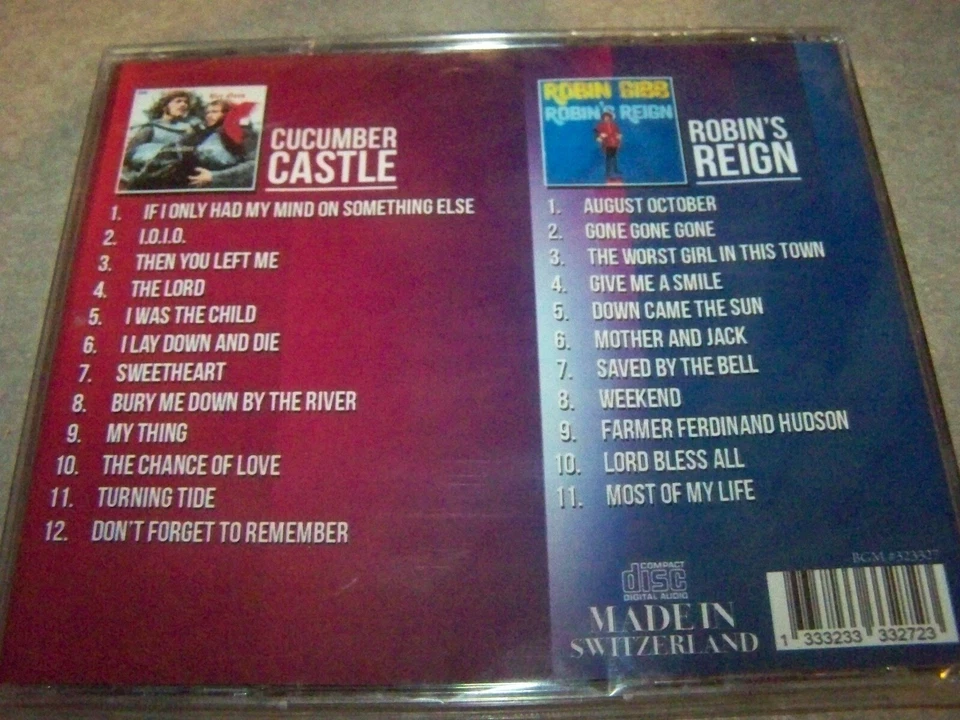 CUCUMBER
CASTLE
1. IF I ONLY HAD MY MIND ON SOMETHING ELSE
2. I.O.I.O.
3. THEN YOU LEFT ME
4. THE LORD
5. I WAS THE CHILD
6. I LAY DOWN AND DIE
7. SWEETHEART
8. BURY ME DOWN BY THE RIVER
9. MY THING
10. THE CHANCE OF LOVE
11. TURNING TIDE
12. DON'T FORGET TO REMEMBER
ROBIN GIBB
ROBIN'S REIGN
ROBIN'S
REIGN
1. AUGUST OCTOBER
2. GONE GONE GONE
3. THE WORST GIRL IN THIS TOWN
4. GIVE ME A SMILE
5. DOWN CAME THE SUN
6. MOTHER AND JACK
7. SAVED BY THE BELL
8. WEEKEND
9. FARMER FERDINAND HUDSON
10. LORD BLESS ALL
11. MOST OF MY LIFE
COMPACT
disc
DIGITAL AUDIO
MADE IN
SWITZERLAND
BGM #323327
1 333233 332723